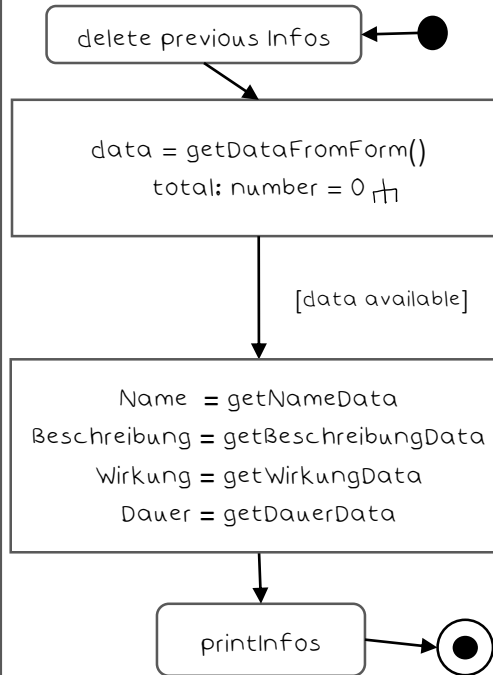 delete previous Infos
data = getDataFromForm()
total: number = 0
[data available]
Name = getNameData
Beschreibung = getBeschreibungData
Wirkung = getWirkungData
Dauer = getDauerData
printInfos